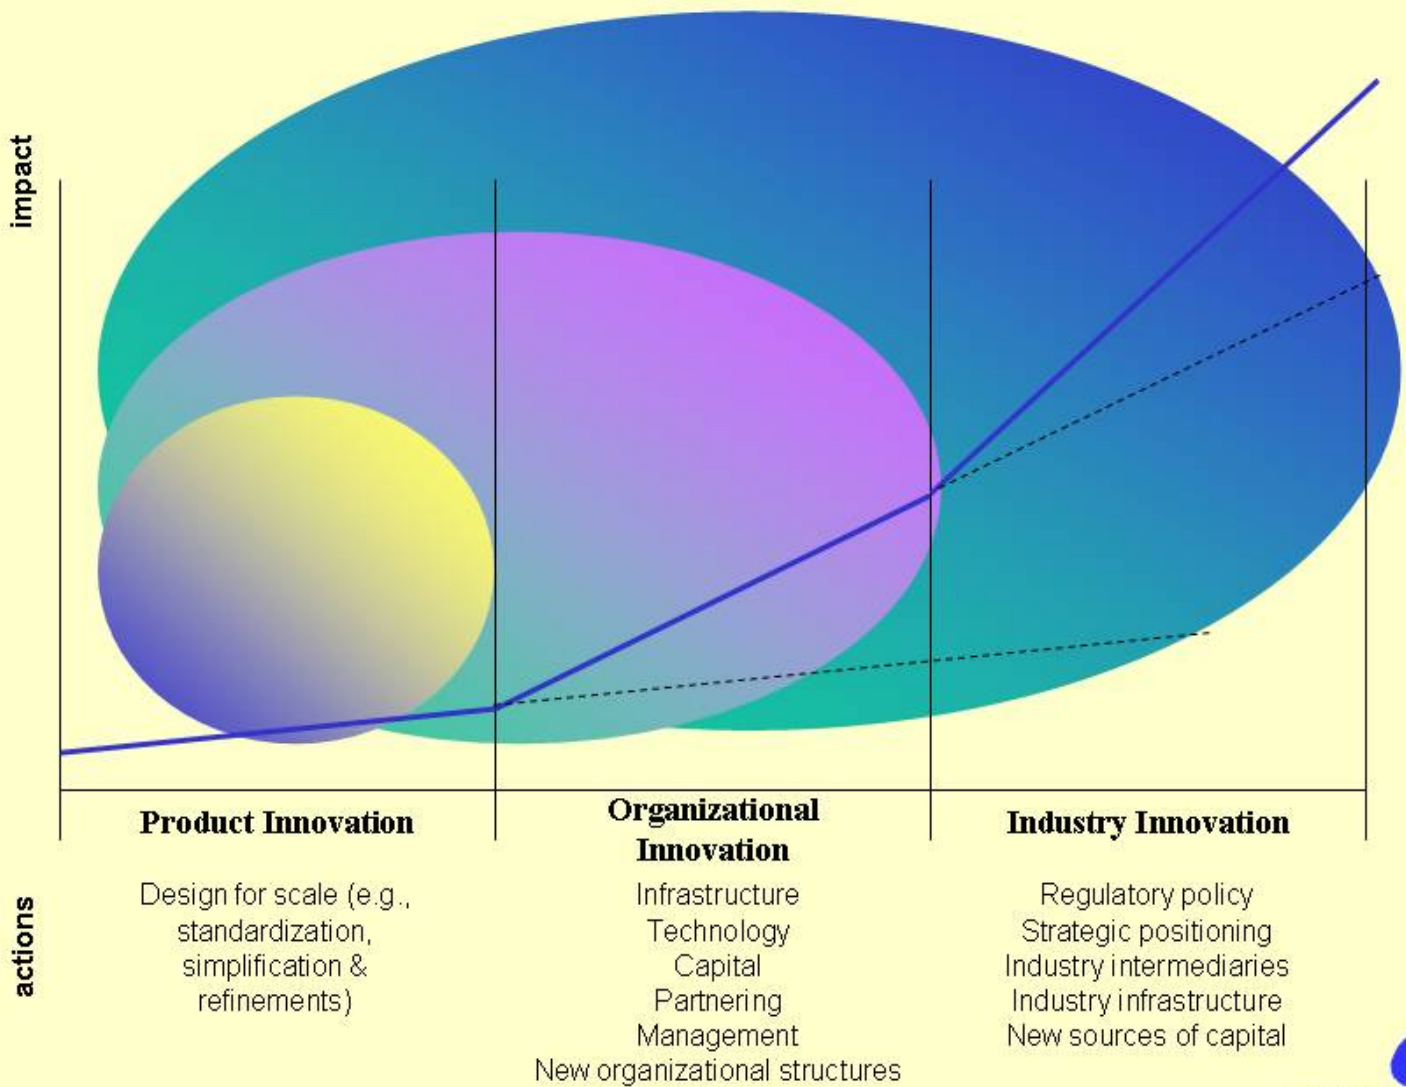 impact
Product Innovation
Organizational
Innovation
Industry Innovation
actions
Design for scale (e.g.,
standardization,
simplification &
refinements)
Infrastructure
Technology
Capital
Partnering
Management
New organizational structures
Regulatory policy
Strategic positioning
Industry intermediaries
Industry infrastructure
New sources of capital